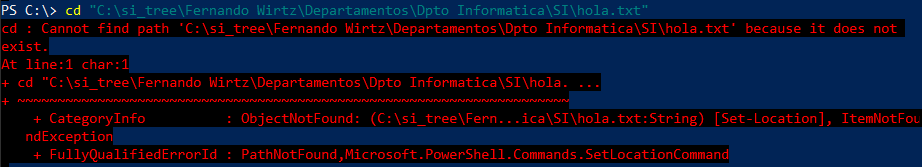 PS C:\> cd "C:\si_tree\Fernando Wirtz\Departamentos\Dpto Informatica\SI\hola.txt"
cd : Cannot find path 'C:\si_tree\Fernando Wirtz\Departamentos\Dpto Informatica\SI\hola.txt' because it does not
exist.
At line:1 char:1
+ cd "C:\si_tree\Fernando Wirtz\Departamentos\Dpto Informatica\SI\hola. ...
+ ~~~~~~~~~~~~~~~~~~~~~~~~~~~~~~~~~~~~~~~~~~~~~~~~~~~~~~~~~~~~~~~~~~~~~
+ CategoryInfo : ObjectNotFound: (C:\si_tree\Fern...ica\SI\hola.txt:String) [Set-Location], ItemNotFou
ndException
+ FullyQualifiedErrorId : PathNotFound,Microsoft.PowerShell.Commands.SetLocationCommand